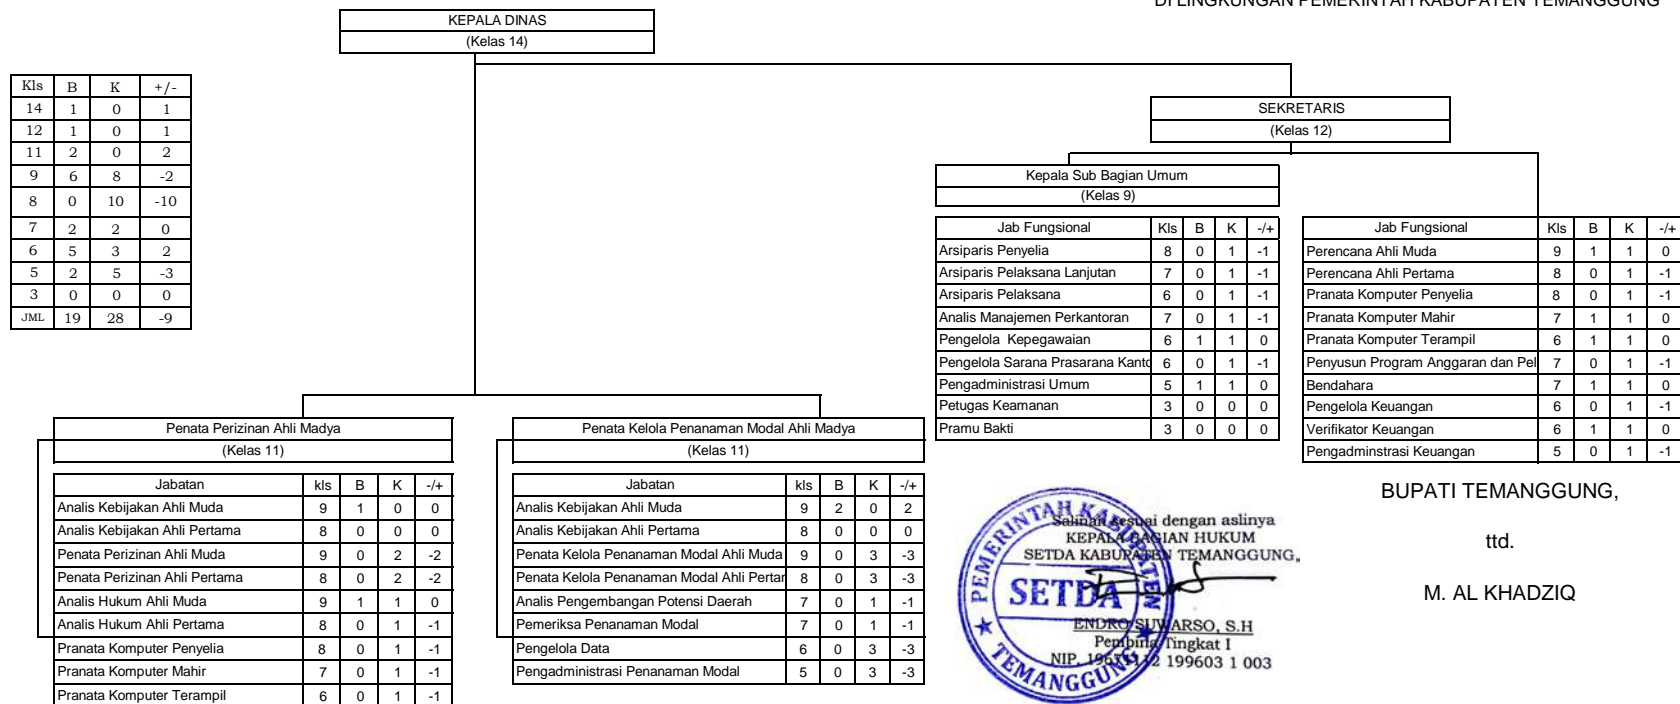 DI LINGKUNGAN PEMERINTAH KABUPATEN TEMANGGUNG
KEPALA DINAS
(Kelas 14)
Kls B K +/-
14 1 0 1
12 1 0 1
11 2 0 2
9 6 8 -2
8 0 10 -10
7 2 2 0
6 5 3 2
5 2 5 -3
3 0 0 0
JML 19 28 -9
SEKRETARIS
(Kelas 12)
Kepala Sub Bagian Umum
(Kelas 9)
Jab Fungsional Kls B K -/+
Arsiparis Penyelia 8 0 1 -1
Arsiparis Pelaksana Lanjutan 7 0 1 -1
Arsiparis Pelaksana 6 0 1 -1
Analis Manajemen Perkantoran 7 0 1 -1
Pengelola Kepegawaian 6 1 1 0
Pengelola Sarana Prasarana Kanto 6 0 1 -1
Pengadministrasi Umum 5 1 1 0
Petugas Keamanan 3 0 0 0
Pramu Bakti 3 0 0 0
Jab Fungsional Kls B K -/+
Perencana Ahli Muda 9 1 1 0
Perencana Ahli Pertama 8 0 1 -1
Pranata Komputer Penyelia 8 0 1 -1
Pranata Komputer Mahir 7 1 1 0
Pranata Komputer Terampil 6 1 1 0
Penyusun Program Anggaran dan Pel 7 0 1 -1
Bendahara 7 1 1 0
Pengelola Keuangan 6 0 1 -1
Verifikator Keuangan 6 1 1 0
Pengadminstrasi Keuangan 5 0 1 -1
Penata Perizinan Ahli Madya
(Kelas 11)
Jabatan kls B K -/+
Analis Kebijakan Ahli Muda 9 1 0 0
Analis Kebijakan Ahli Pertama 8 0 0 0
Penata Perizinan Ahli Muda 9 0 2 -2
Penata Perizinan Ahli Pertama 8 0 2 -2
Analis Hukum Ahli Muda 9 1 1 0
Analis Hukum Ahli Pertama 8 0 1 -1
Pranata Komputer Penyelia 8 0 1 -1
Pranata Komputer Mahir 7 0 1 -1
Pranata Komputer Terampil 6 0 1 -1
Penata Kelola Penanaman Modal Ahli Madya
(Kelas 11)
Jabatan kls B K -/+
Analis Kebijakan Ahli Muda 9 2 0 2
Analis Kebijakan Ahli Pertama 8 0 0 0
Penata Kelola Penanaman Modal Ahli Muda 9 0 3 -3
Penata Kelola Penanaman Modal Ahli Pertar 8 0 3 -3
Analis Pengembangan Potensi Daerah 7 0 1 -1
Pemeriksa Penanaman Modal 7 0 1 -1
Pengelola Data 6 0 3 -3
Pengadministrasi Penanaman Modal 5 0 3 -3
PEMERINTAH KABUPATEN
SETDA
TEMANGGUNG
Salinan sesuai dengan aslinya
KEPALA BAGIAN HUKUM
SETDA KABUPATEN TEMANGGUNG,
ENDRO SUWARSO, S.H
Pembina Tingkat I
NIP. 199603 1 003
BUPATI TEMANGGUNG,
ttd.
M. AL KHADZIQ